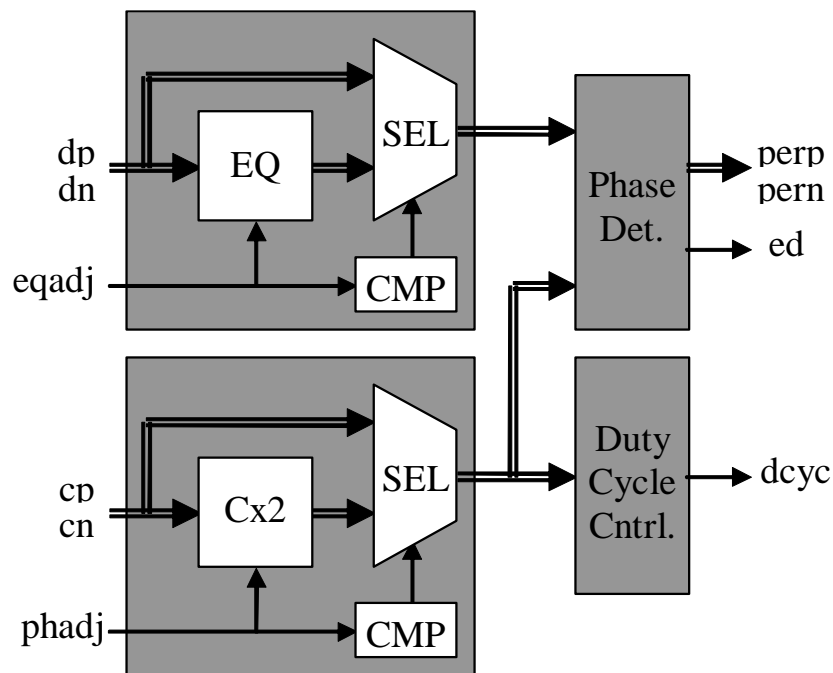 dp
dn
EQ
SEL
eqadj
CMP
Phase
Det.
perp
pern
ed
cp
cn
Cx2
SEL
phadj
CMP
Duty
Cycle
Cntrl.
dcyc